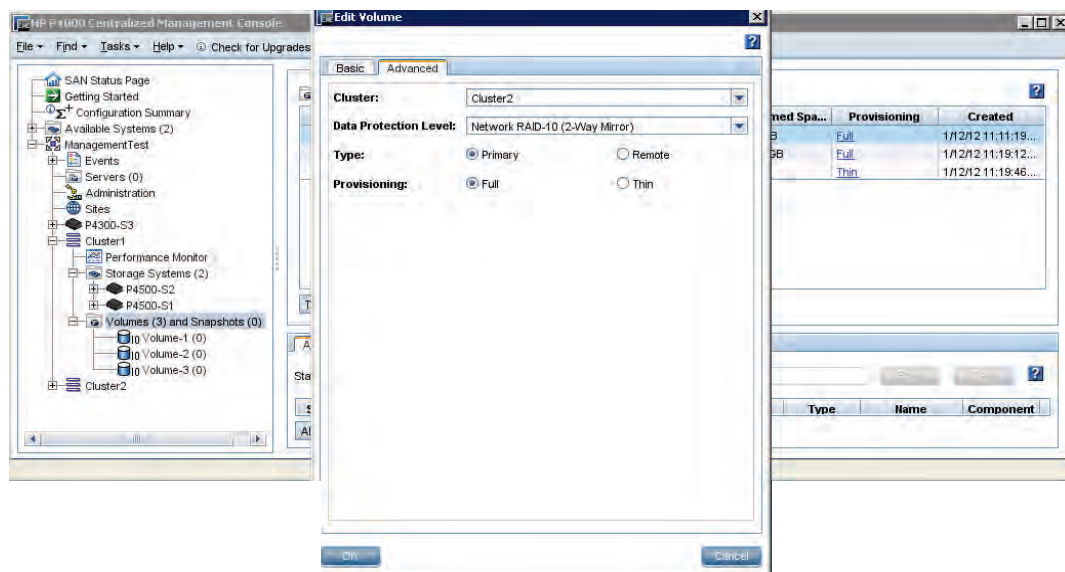 HP P4000 Centralized Management Console
File Find Tasks Help Check for Upgrades
SAN Status Page
Getting Started
Configuration Summary
Available Systems (2)
ManagementTest
Events
Servers (0)
Administration
Sites
P4300-S3
Cluster1
Performance Monitor
Storage Systems (2)
P4500-S2
P4500-S1
Volumes (3) and Snapshots (0)
Volume-1 (0)
Volume-2 (0)
Volume-3 (0)
Cluster2
Edit Volume
Basic Advanced
Cluster: Cluster2
Data Protection Level: Network RAID-10 (2-Way Mirror)
Type: Primary Remote
Provisioning: Full Thin
Cancel
Spa... Provisioning Created
Full 1/12/12 11:11:19...
GB Full 1/12/12 11:19:12...
Thin 1/12/12 11:19:46...
Type Name Component